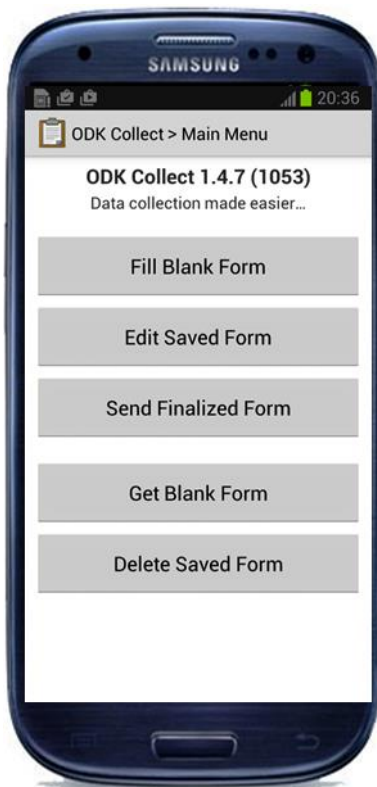 SAMSUNG
20:36
ODK Collect > Main Menu
ODK Collect 1.4.7 (1053)
Data collection made easier...
Fill Blank Form
Edit Saved Form
Send Finalized Form
Get Blank Form
Delete Saved Form